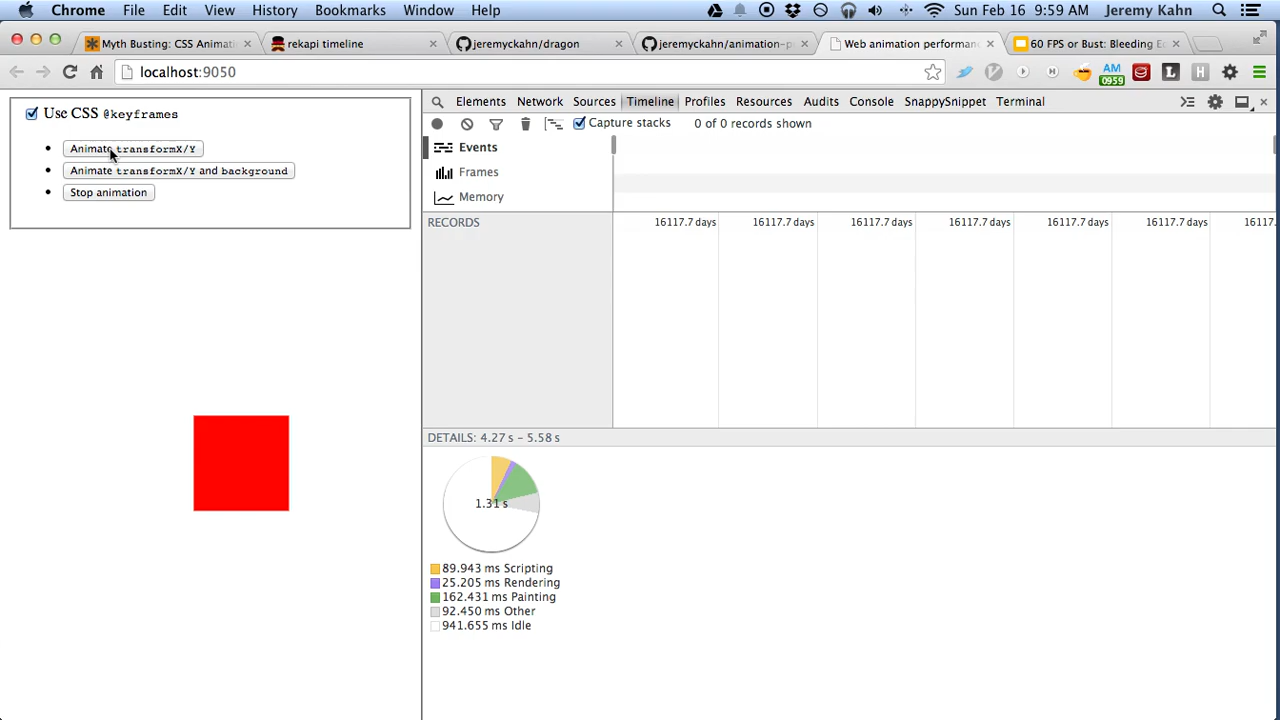 Chrome File Edit View History Bookmarks Window Help Sun Feb 16 9:59 AM Jeremy Kahn
Myth Busting: CSS Animati
rekapi timeline
jeremyckahn/dragon
jeremyckahn/animation-p
Web animation performan
60 FPS or Bust: Bleeding E
localhost:9050
AM
0959
L
H
Use CSS @keyframes
Animate transformX/Y
Animate transformX/Y and background
Stop animation
Elements Network Sources Timeline Profiles Resources Audits Console SnappySnippet Terminal
Capture stacks 0 of 0 records shown
Events
Frames
Memory
RECORDS
16117.7 days 16117.7 days 16117.7 days 16117.7 days 16117.7 days 16117.7 days 16117.
DETAILS: 4.27 s – 5.58 s
1.31 s
89.943 ms Scripting
25.205 ms Rendering
162.431 ms Painting
92.450 ms Other
941.655 ms Idle